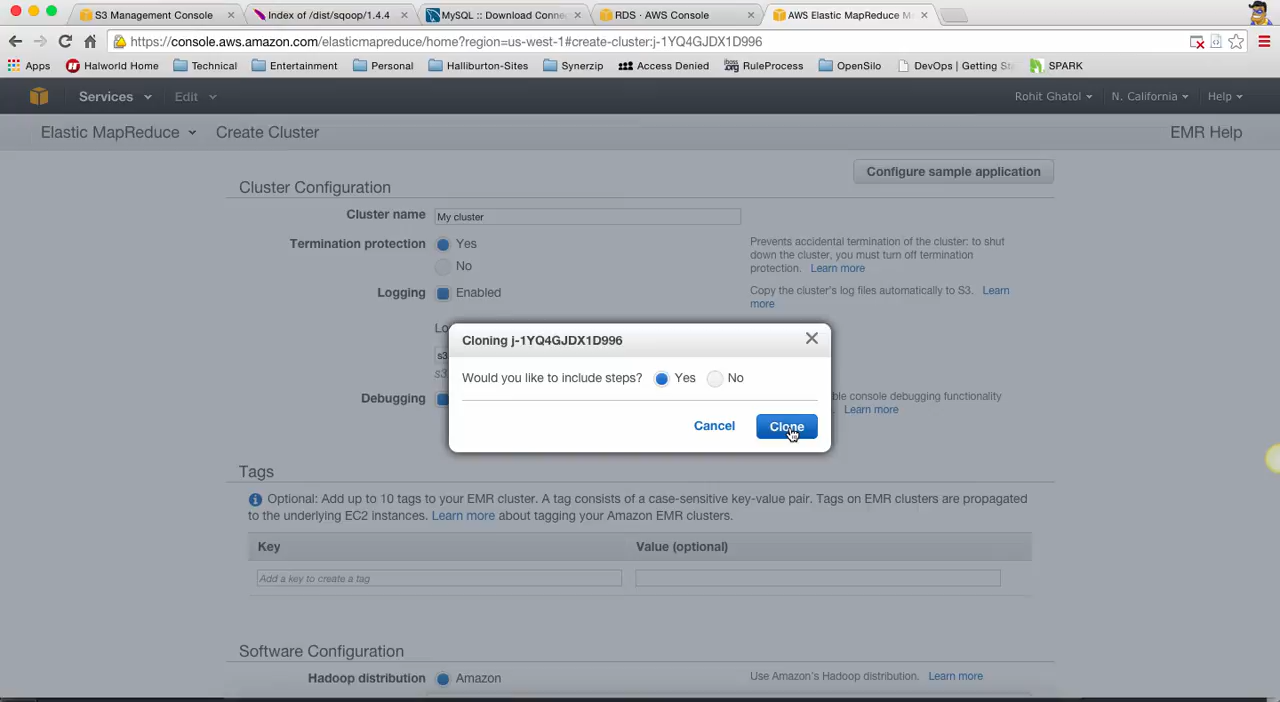 S3 Management Console
Index of /dist/sqoop/1.4.4
MySQL :: Download Conne
RDS · AWS Console
AWS Elastic MapReduce M
https://console.aws.amazon.com/elasticmapreduce/home?region=us-west-1#create-cluster:j-1YQ4GJDX1D996
Apps
Halworld Home
Technical
Entertainment
Personal
Halliburton-Sites
Synerzip
Access Denied
RuleProcess
OpenSilo
DevOps | Getting Sta
SPARK
Services
Edit
Rohit Ghatol
N. California
Help
Elastic MapReduce
Create Cluster
EMR Help
Configure sample application
Cluster Configuration
Cluster name
My cluster
Termination protection
Yes
No
Prevents accidental termination of the cluster: to shut
down the cluster, you must turn off termination
protection. Learn more
Logging
Enabled
Copy the cluster's log files automatically to S3. Learn
more
Lo
s3
s3
Cloning j-1YQ4GJDX1D996
Would you like to include steps?
Yes
No
Cancel
Clone
Debugging
ble console debugging functionality
. Learn more
Tags
Optional: Add up to 10 tags to your EMR cluster. A tag consists of a case-sensitive key-value pair. Tags on EMR clusters are propagated
to the underlying EC2 instances. Learn more about tagging your Amazon EMR clusters.
Key
Value (optional)
Add a key to create a tag
Software Configuration
Hadoop distribution
Amazon
Use Amazon's Hadoop distribution. Learn more